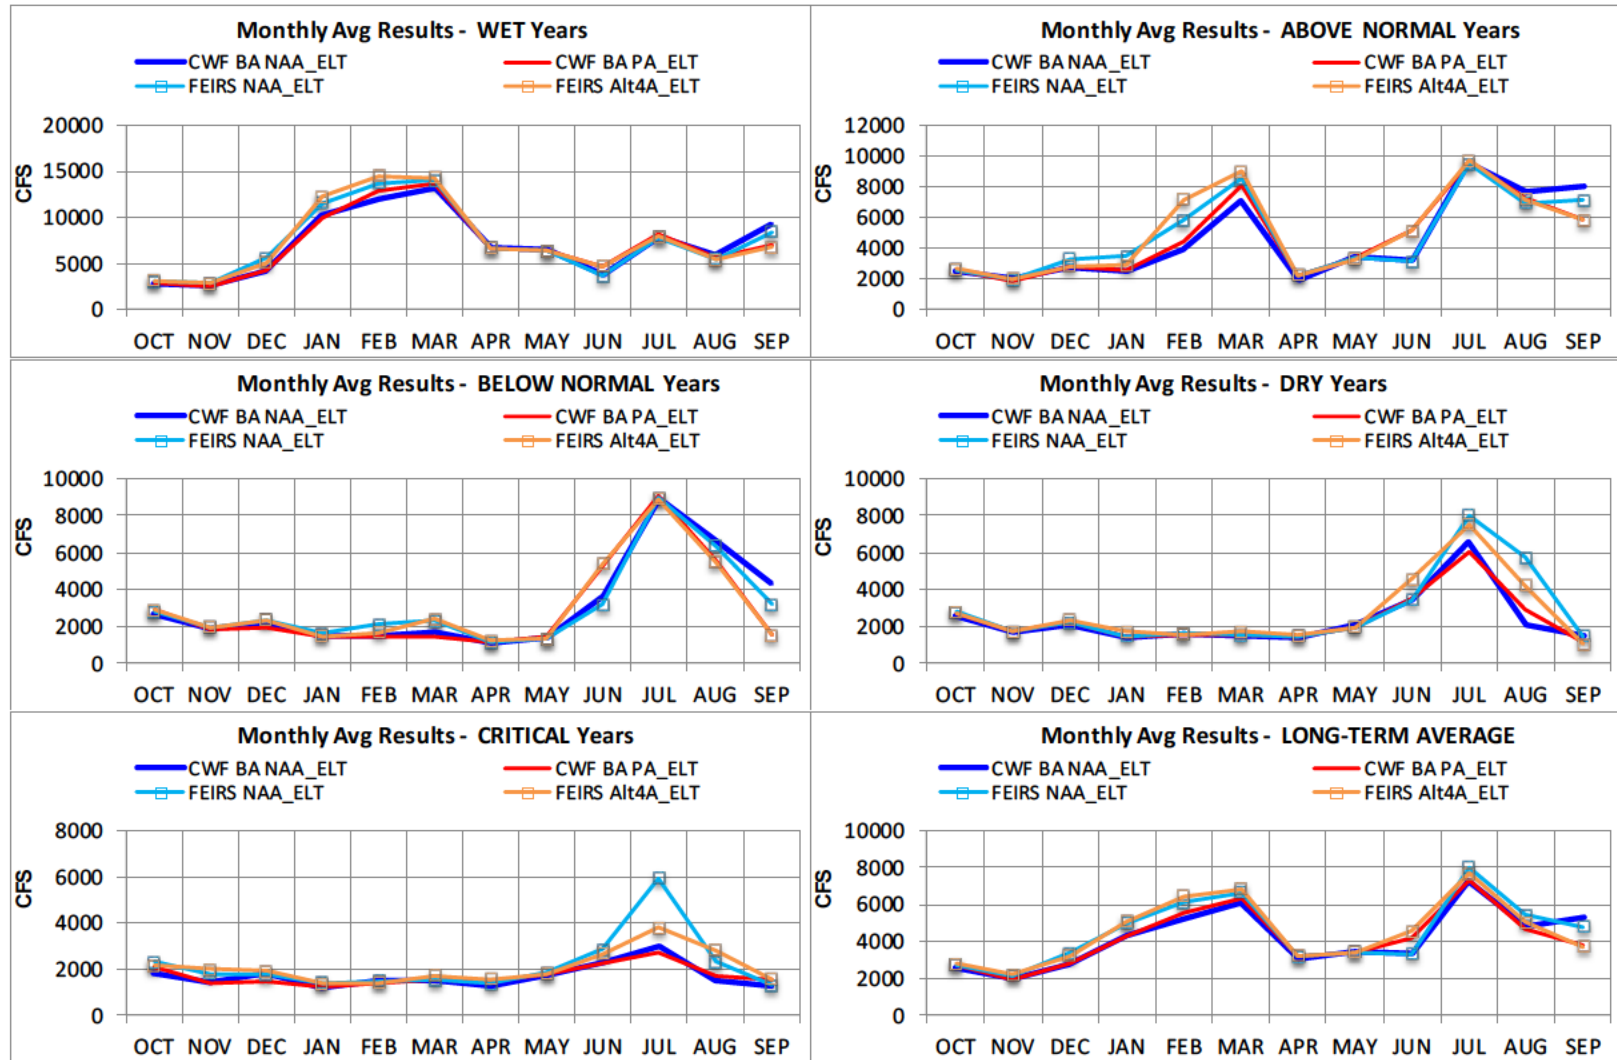 Monthly Avg Results - WET Years
CWF BA NAA_ELT CWF BA PA_ELT
FEIRS NAA_ELT FEIRS Alt4A_ELT
20000
15000
10000
5000
0
CFS
OCT NOV DEC JAN FEB MAR APR MAY JUN JUL AUG SEP
Monthly Avg Results - ABOVE NORMAL Years
CWF BA NAA_ELT CWF BA PA_ELT
FEIRS NAA_ELT FEIRS Alt4A_ELT
12000
10000
8000
6000
4000
2000
0
CFS
OCT NOV DEC JAN FEB MAR APR MAY JUN JUL AUG SEP
Monthly Avg Results - BELOW NORMAL Years
CWF BA NAA_ELT CWF BA PA_ELT
FEIRS NAA_ELT FEIRS Alt4A_ELT
10000
8000
6000
4000
2000
0
CFS
OCT NOV DEC JAN FEB MAR APR MAY JUN JUL AUG SEP
Monthly Avg Results - DRY Years
CWF BA NAA_ELT CWF BA PA_ELT
FEIRS NAA_ELT FEIRS Alt4A_ELT
10000
8000
6000
4000
2000
0
CFS
OCT NOV DEC JAN FEB MAR APR MAY JUN JUL AUG SEP
Monthly Avg Results - CRITICAL Years
CWF BA NAA_ELT CWF BA PA_ELT
FEIRS NAA_ELT FEIRS Alt4A_ELT
8000
6000
4000
2000
0
CFS
OCT NOV DEC JAN FEB MAR APR MAY JUN JUL AUG SEP
Monthly Avg Results - LONG-TERM AVERAGE
CWF BA NAA_ELT CWF BA PA_ELT
FEIRS NAA_ELT FEIRS Alt4A_ELT
10000
8000
6000
4000
2000
0
CFS
OCT NOV DEC JAN FEB MAR APR MAY JUN JUL AUG SEP